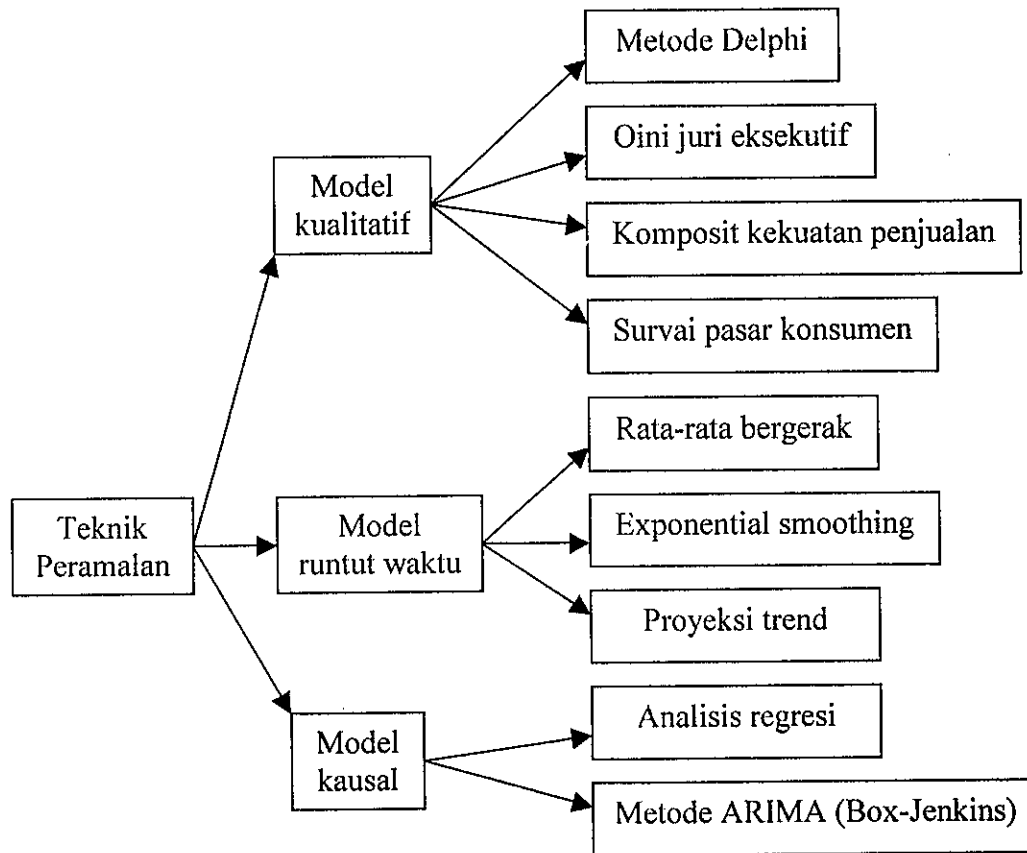 Metode Delphi
Oini juri eksekutif
Model
kualitatif
Komposit kekuatan penjualan
Survai pasar konsumen
Rata-rata bergerak
Teknik
Peramalan
Model
runtut waktu
Exponential smoothing
Proyeksi trend
Analisis regresi
Model
kausal
Metode ARIMA (Box-Jenkins)